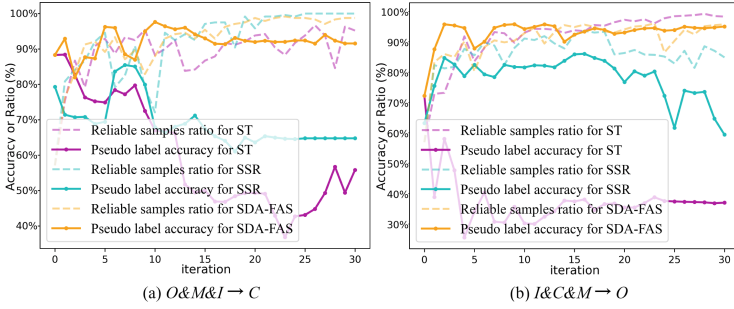 100%
90%
80%
70%
60%
50%
40%
Accuracy or Ratio (%)
Reliable samples ratio for ST
Pseudo label accuracy for ST
Reliable samples ratio for SSR
Pseudo label accuracy for SSR
Reliable samples ratio for SDA-FAS
Pseudo label accuracy for SDA-FAS
0 5 10 15 20 25 30
iteration
(a) O&M&I → C
100%
90%
80%
70%
60%
50%
40%
30%
Accuracy or Ratio (%)
Reliable samples ratio for ST
Pseudo label accuracy for ST
Reliable samples ratio for SSR
Pseudo label accuracy for SSR
Reliable samples ratio for SDA-FAS
Pseudo label accuracy for SDA-FAS
0 5 10 15 20 25 30
iteration
(b) I&C&M → O